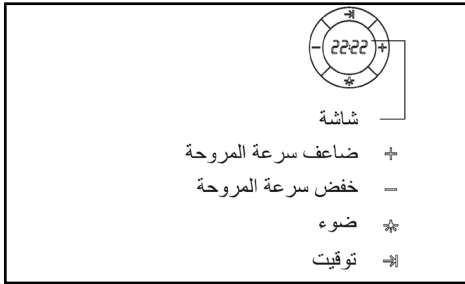 22:22
شاشة
+ ضاعف سرعة المروحة
− خفض سرعة المروحة
ضوء
توقيت